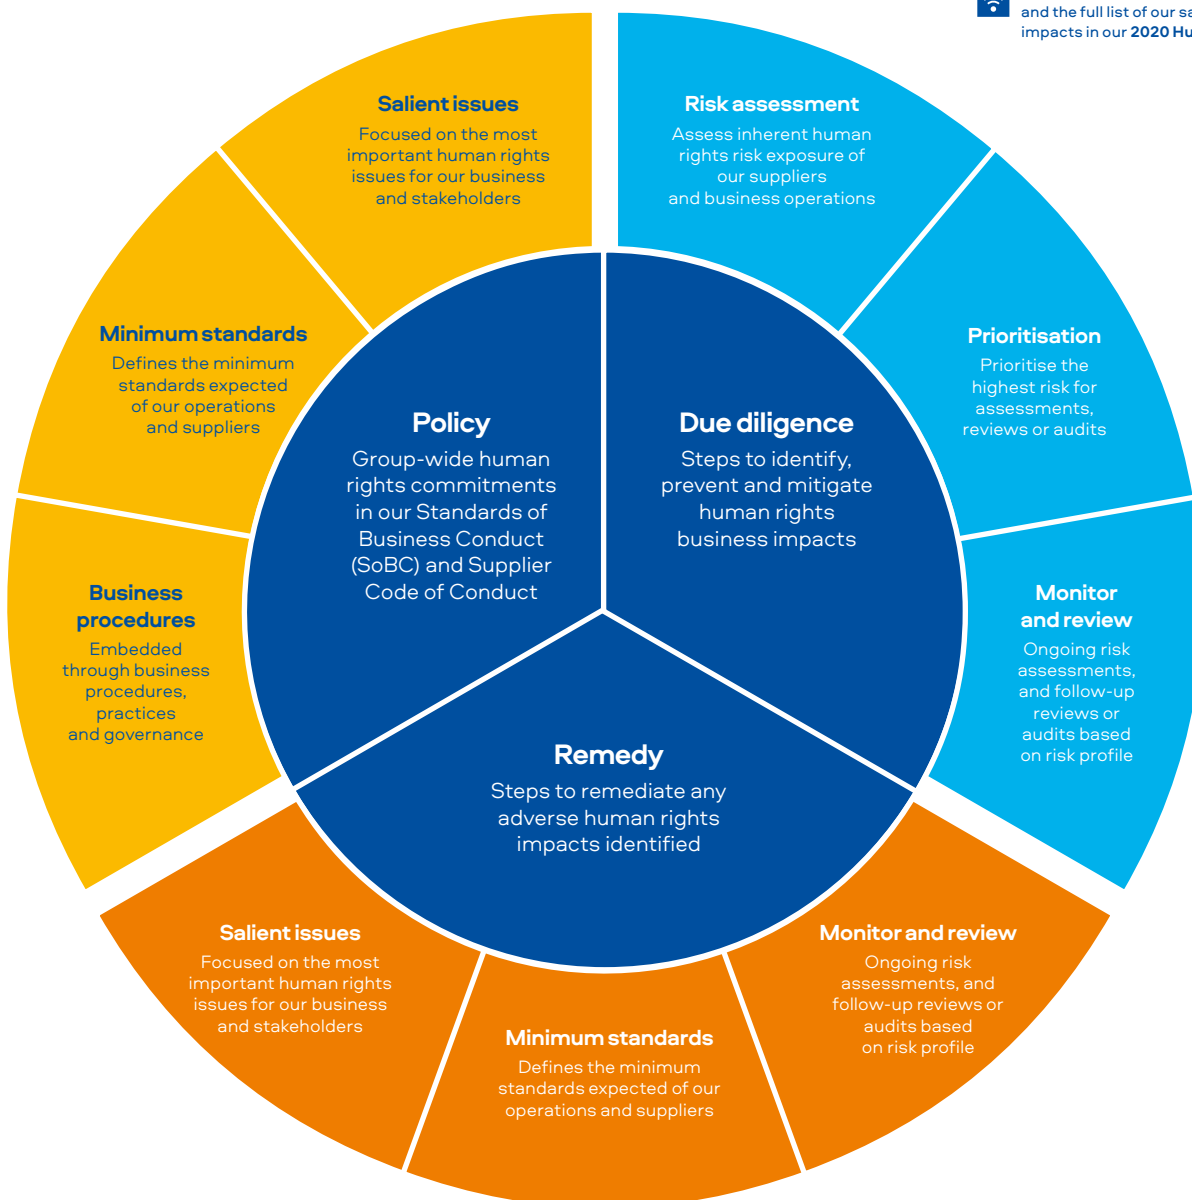 and the full list of our
impacts in our 2020
Salient issues
Focused on the most
important human rights
issues for our business
and stakeholders
Risk assessment
Assess inherent human
rights risk exposure of
our suppliers
and business operations
Minimum standards
Defines the minimum
standards expected
of our operations
and suppliers
Prioritisation
Prioritise the
highest risk for
assessments,
reviews or audits
Policy
Group-wide human
rights commitments
in our Standards of
Business Conduct
(SoBC) and Supplier
Code of Conduct
Due diligence
Steps to identify,
prevent and mitigate
human rights
business impacts
Business
procedures
Embedded
through business
procedures,
practices
and governance
Monitor
and review
Ongoing risk
assessments,
and follow-up
reviews or
audits based
on risk profile
Remedy
Steps to remediate any
adverse human rights
impacts identified
Salient issues
Focused on the most
important human rights
issues for our business
and stakeholders
Minimum standards
Defines the minimum
standards expected of our
operations and suppliers
Monitor and review
Ongoing risk
assessments, and
follow-up reviews or
audits based
on risk profile